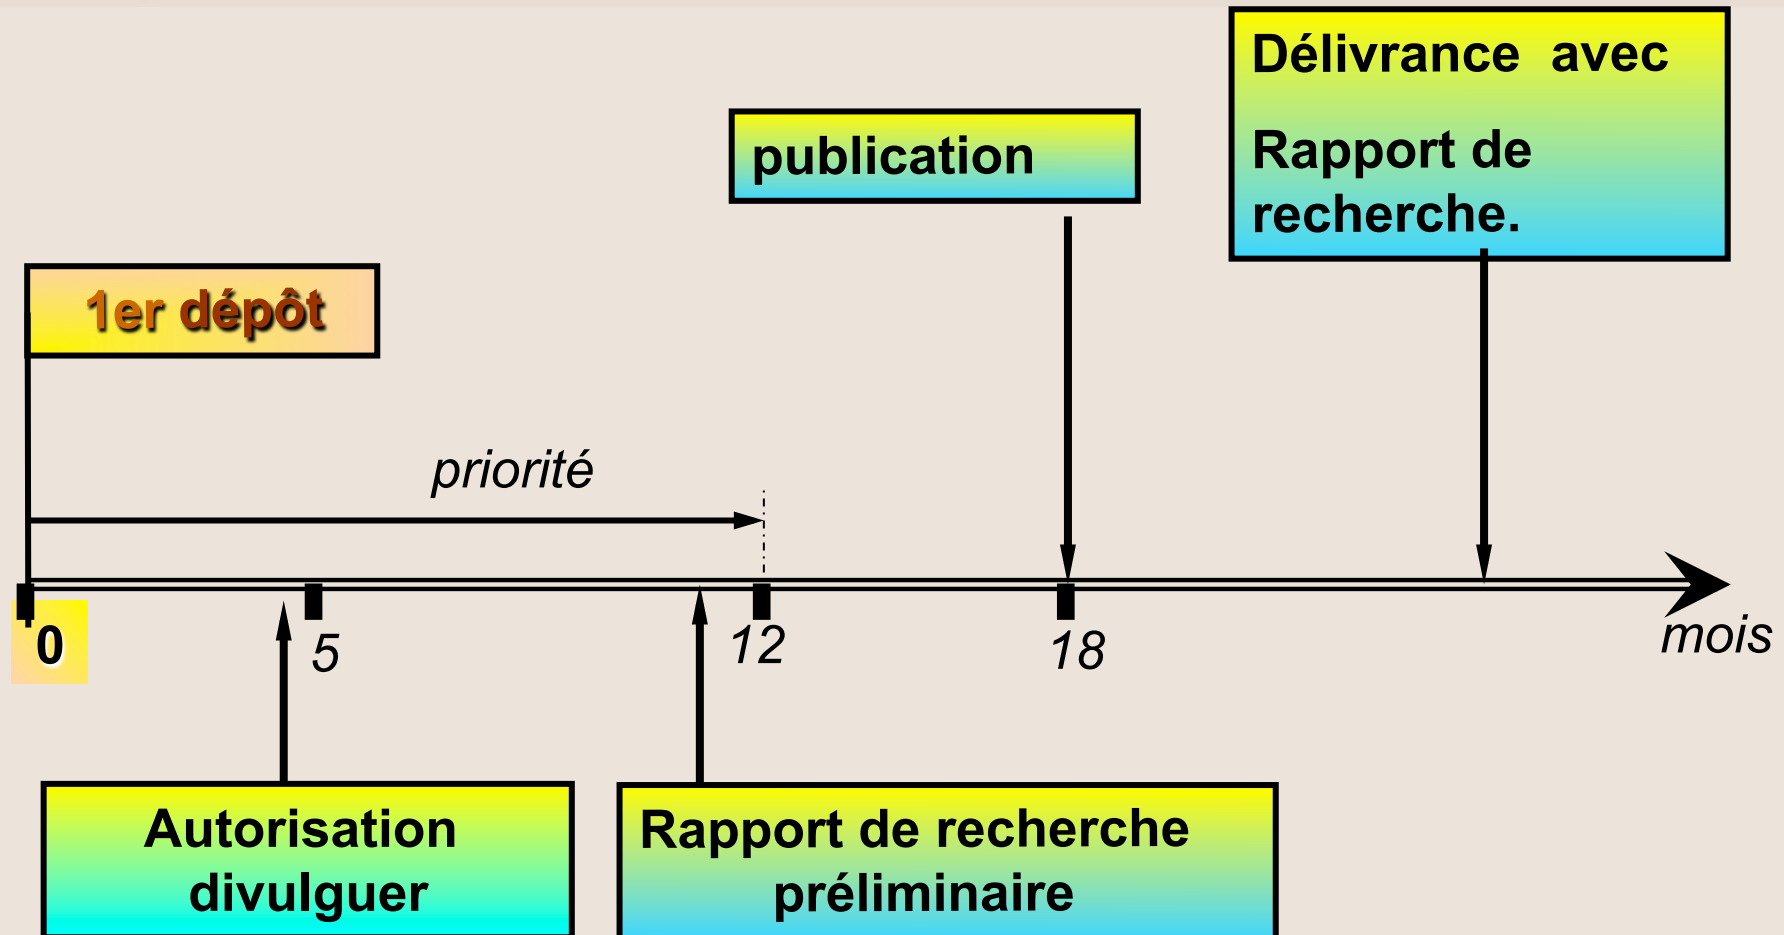 Délivrance avec
Rapport de
recherche.
publication
1er dépôt
priorité
0
5
12
18
mois
Autorisation
divulguer
Rapport de recherche
préliminaire